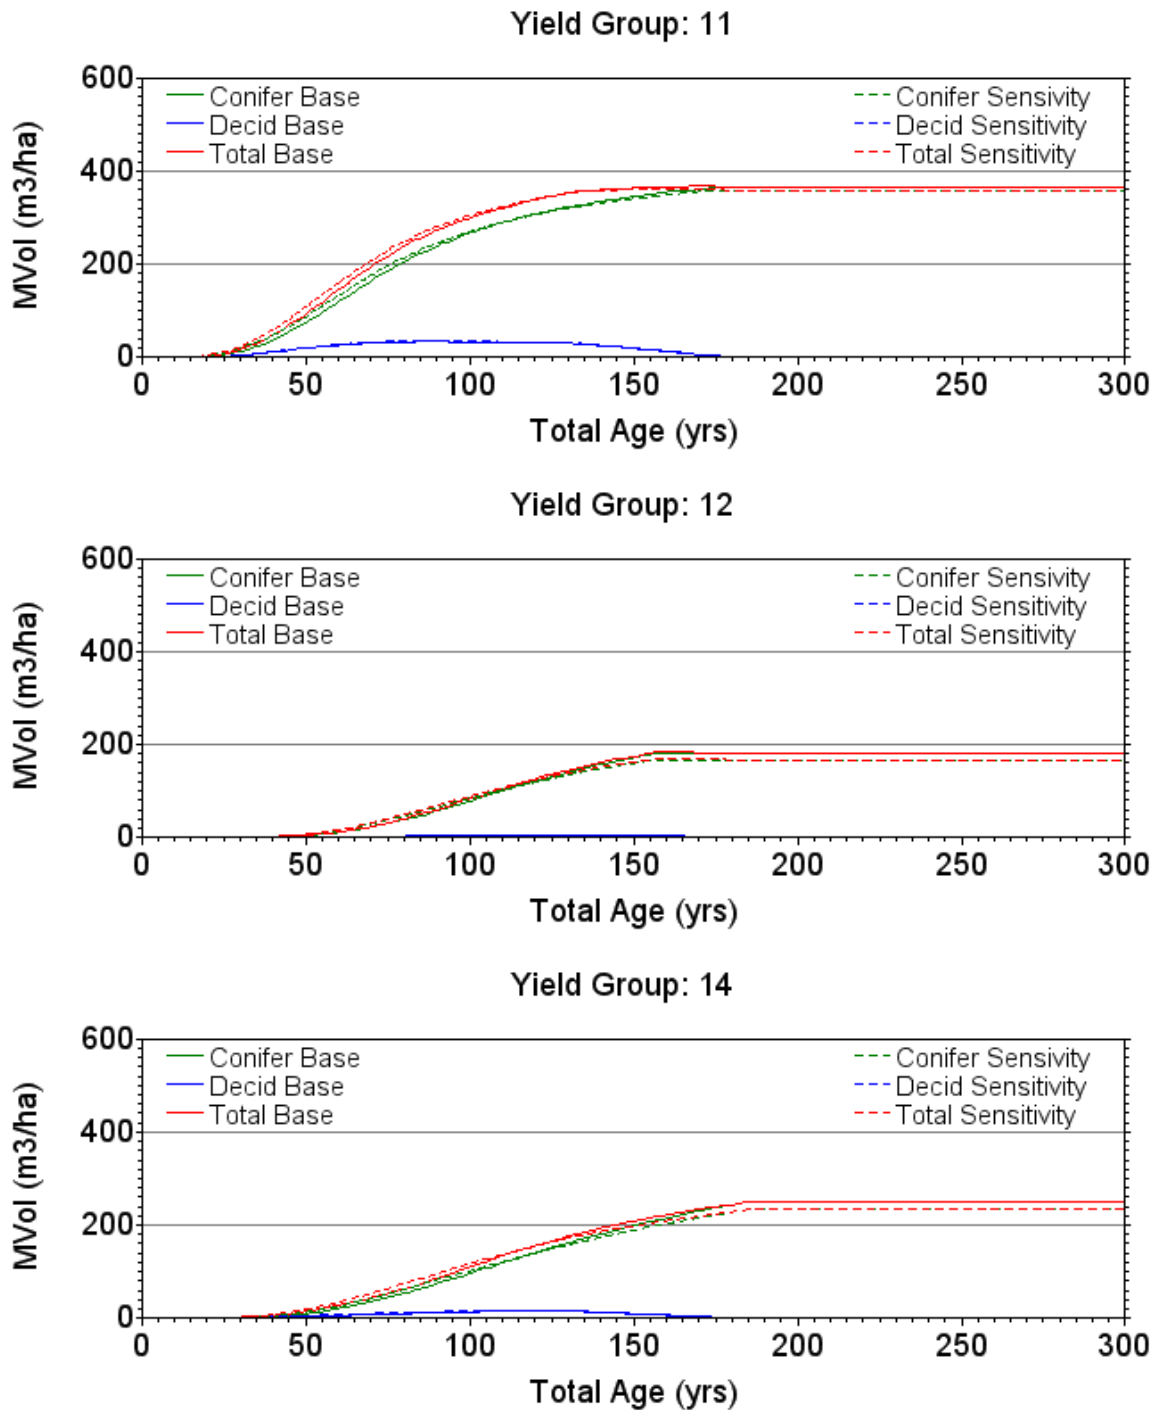 Yield Group: 11
MVol (m3/ha)
600
400
200
0
Conifer Base
Decid Base
Total Base
Conifer Sensivity
Decid Sensitivity
Total Sensitivity
0 50 100 150 200 250 300
Total Age (yrs)
Yield Group: 12
MVol (m3/ha)
600
400
200
0
Conifer Base
Decid Base
Total Base
Conifer Sensivity
Decid Sensitivity
Total Sensitivity
0 50 100 150 200 250 300
Total Age (yrs)
Yield Group: 14
MVol (m3/ha)
600
400
200
0
Conifer Base
Decid Base
Total Base
Conifer Sensivity
Decid Sensitivity
Total Sensitivity
0 50 100 150 200 250 300
Total Age (yrs)